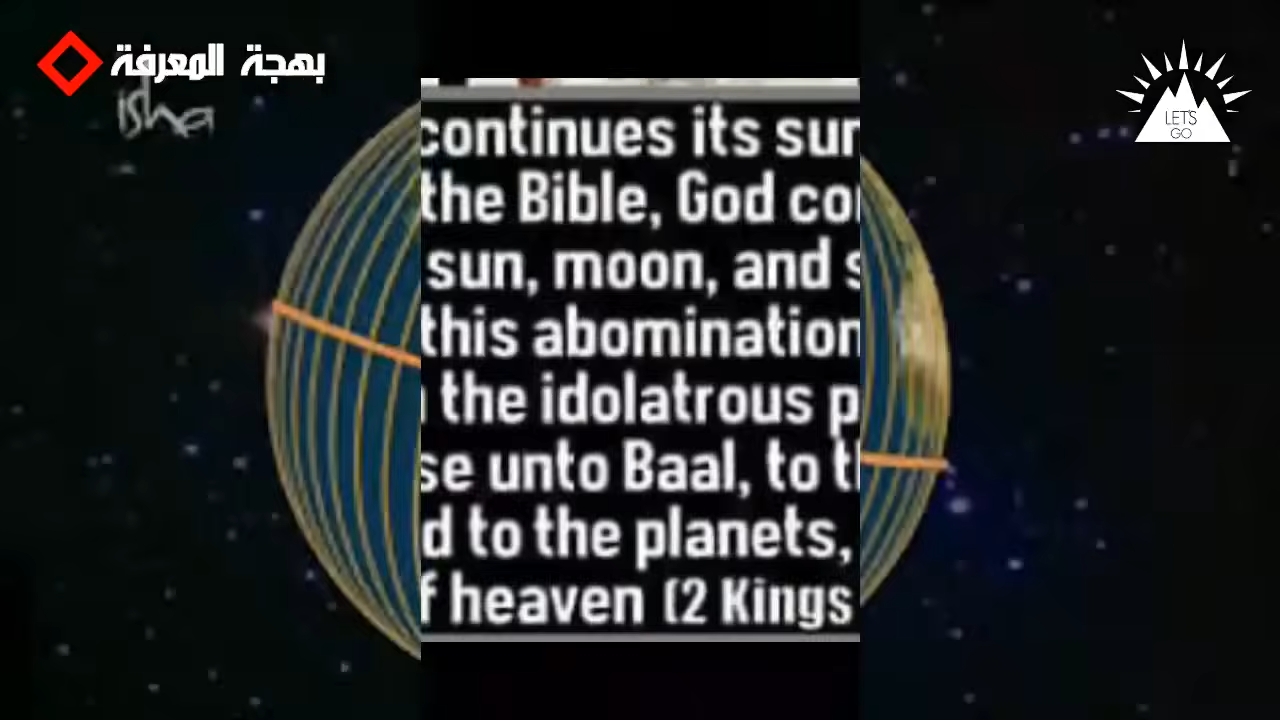 بهجة المعرفة
isha
LET'S
GO
continues its sun
the Bible, God co
sun, moon, and s
this abomination
the idolatrous p
se unto Baal, to t
d to the planets,
f heaven (2 Kings